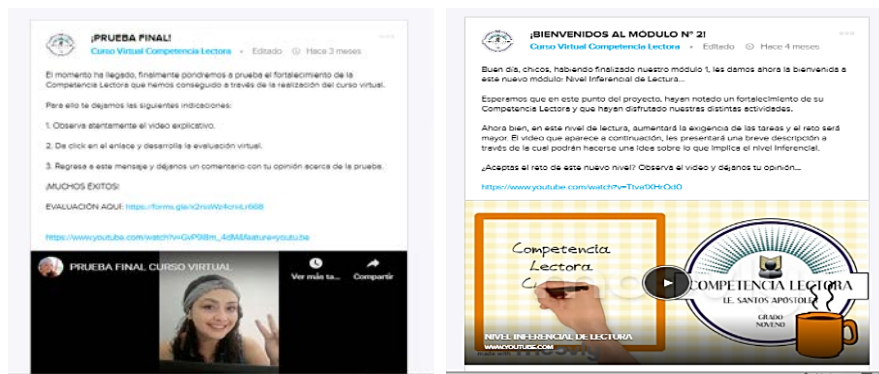 ¡PRUEBA FINAL!
Curso Virtual Competencia Lectora • Editado Hace 3 meses
El momento ha llegado, finalmente pondremos a prueba el fortalecimiento de la
Competencia Lectora que hemos conseguido a través de la realización del curso virtual.
Para ello te dejamos las siguientes indicaciones:
1. Observa atentamente el video explicativo.
2. Da click en el enlace y desarrolla la evaluación virtual.
3. Regresa a este mensaje y déjanos un comentario con tu opinión acerca de la prueba.
¡MUCHOS ÉXITOS!
EVALUACIÓN AQUÍ:
PRUEBA FINAL CURSO VIRTUAL
Ver más ta... Compartir
¡BIENVENIDOS AL MÓDULO N° 2!
Curso Virtual Competencia Lectora • Editado Hace 4 meses
Buen día, chicos, habiendo finalizado nuestro módulo 1, les damos ahora la bienvenida a
este nuevo módulo: Nivel Inferencial de Lectura...
Esperamos que en este punto del proyecto, hayan notado un fortalecimiento de su
Competencia Lectora y que hayan disfrutado nuestras distintas actividades.
Ahora bien, en este nivel de lectura, aumentará la exigencia de las tareas y el reto será
mayor. El video que aparece a continuación, les presentará una breve descripción a
través de la cual podrán hacerse una idea sobre lo que implica el nivel Inferencial.
¿Aceptas el reto de este nuevo nivel? Observa el video y déjanos tu opinión...
Competencia
Lectora
COMPETENCIA LECTORA
I.E. SANTOS APÓSTOLES
GRADO
NOVENO
NIVEL INFERENCIAL DE LECTURA
WWW.YOUTUBE.COM